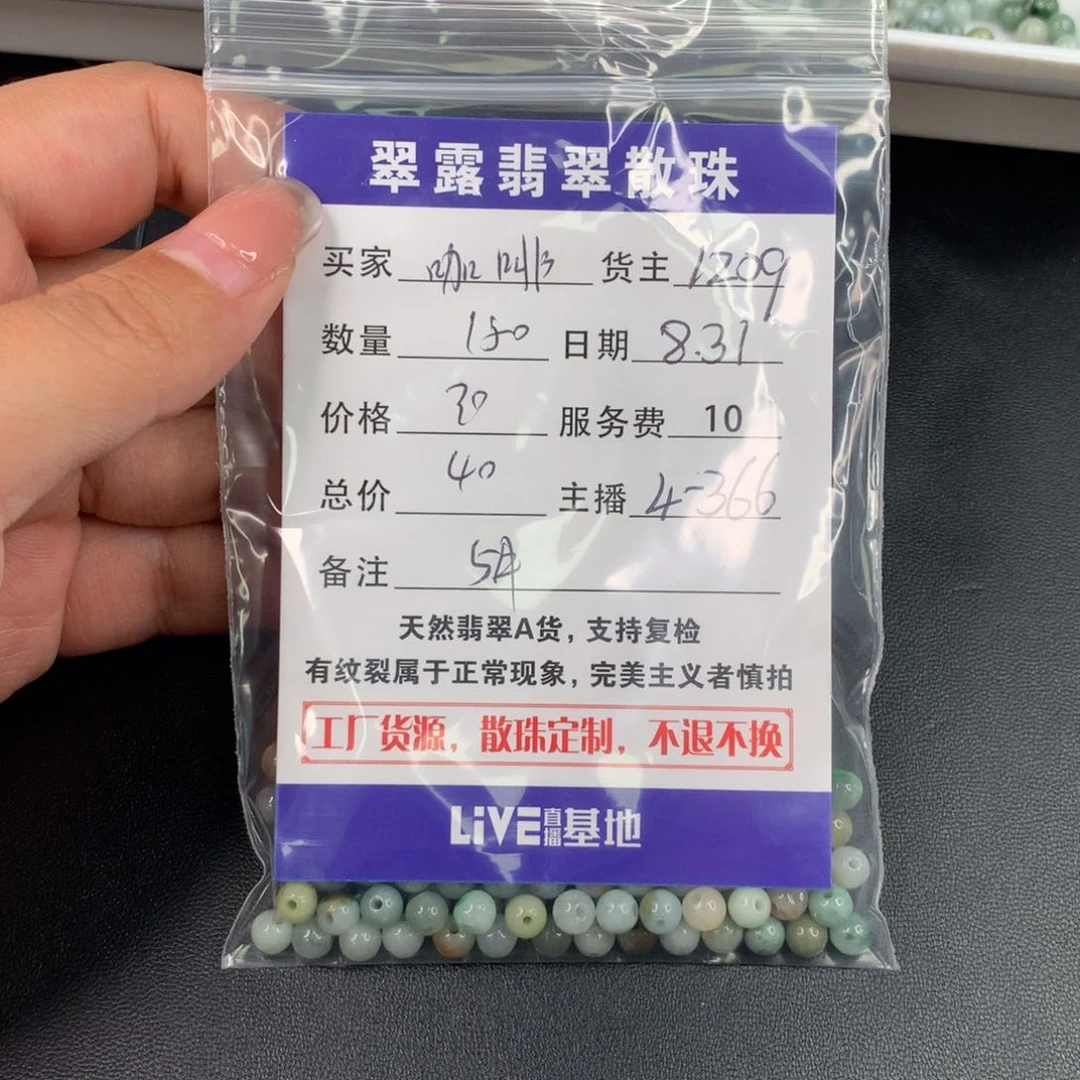 翠露翡翠散珠
买家 咖啡 货主 1209
数量 150 日期 8.31
价格 30 服务费 10
总价 40 主播 4-366
备注
天然翡翠A货,支持复检
有纹裂属于正常现象,完美主义者慎拍
工厂货源,散珠定制,不退不换
LiVE直播基地